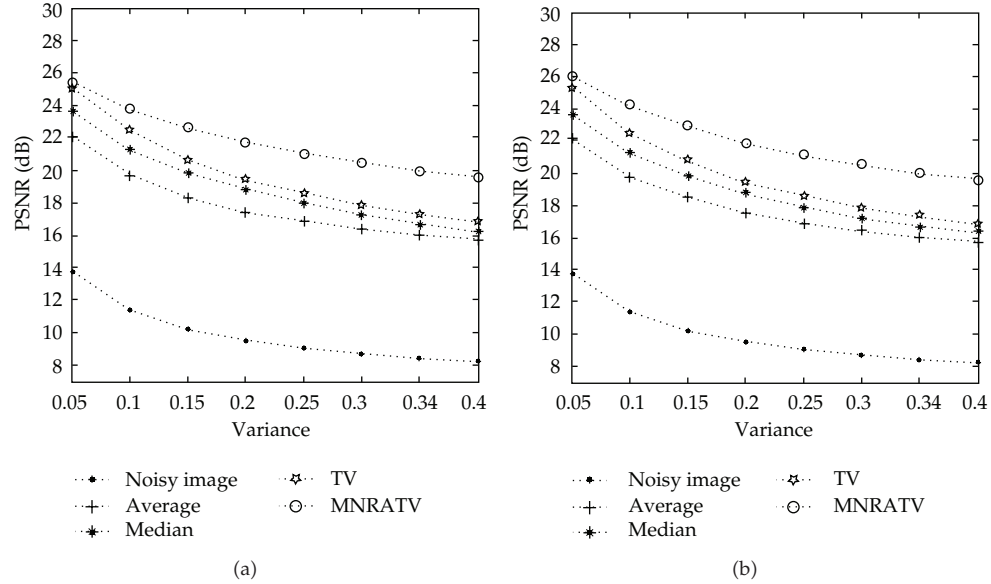 30
28
26
24
22
20
18
16
14
12
10
8
PSNR (dB)
0.05 0.1 0.15 0.2 0.25 0.3 0.34 0.4
Variance
Noisy image
Average
Median
TV
MNRATV
(a)
30
28
26
24
22
20
18
16
14
12
10
8
PSNR (dB)
0.05 0.1 0.15 0.2 0.25 0.3 0.34 0.4
Variance
Noisy image
Average
Median
TV
MNRATV
(b)